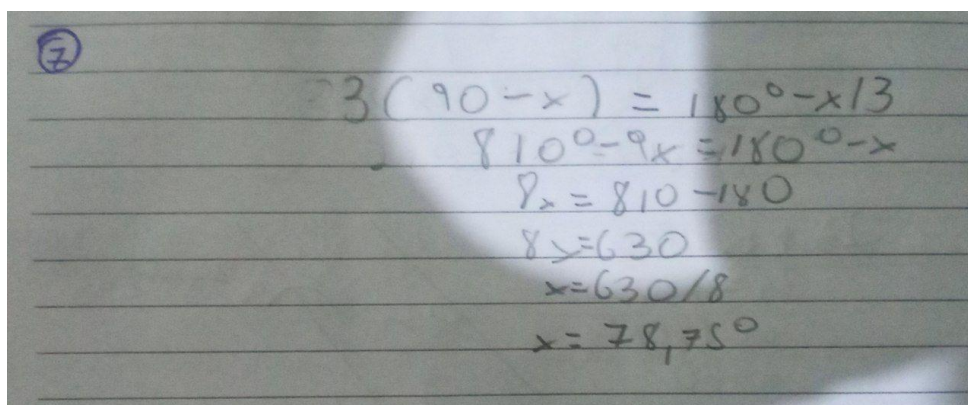 7
3(90-x) = 180°-x/3
810°-9x=180°-x
8x=810-180
8x=630
x=630/8
x=78,75°